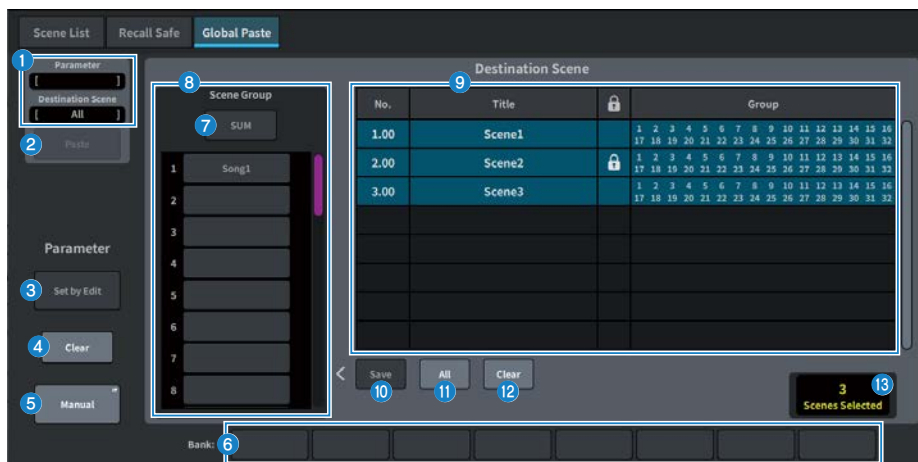 Scene List Recall Safe Global Paste
1
Parameter
[ ]
Destination Scene
[ All ]
2 Paste
Parameter
3 Set by Edit
4 Clear
5 Manual
8
Scene Group
7 SUM
1 Song1
2
3
4
5
6
7
8
Destination Scene
9
No. Title Group
1.00 Scene1 1 2 3 4 5 6 7 8 9 10 11 12 13 14 15 16
17 18 19 20 21 22 23 24 25 26 27 28 29 30 31 32
2.00 Scene2 1 2 3 4 5 6 7 8 9 10 11 12 13 14 15 16
17 18 19 20 21 22 23 24 25 26 27 28 29 30 31 32
3.00 Scene3 1 2 3 4 5 6 7 8 9 10 11 12 13 14 15 16
17 18 19 20 21 22 23 24 25 26 27 28 29 30 31 32
< Save All Clear
10 11 12
3 13
Scenes Selected
Bank: 6